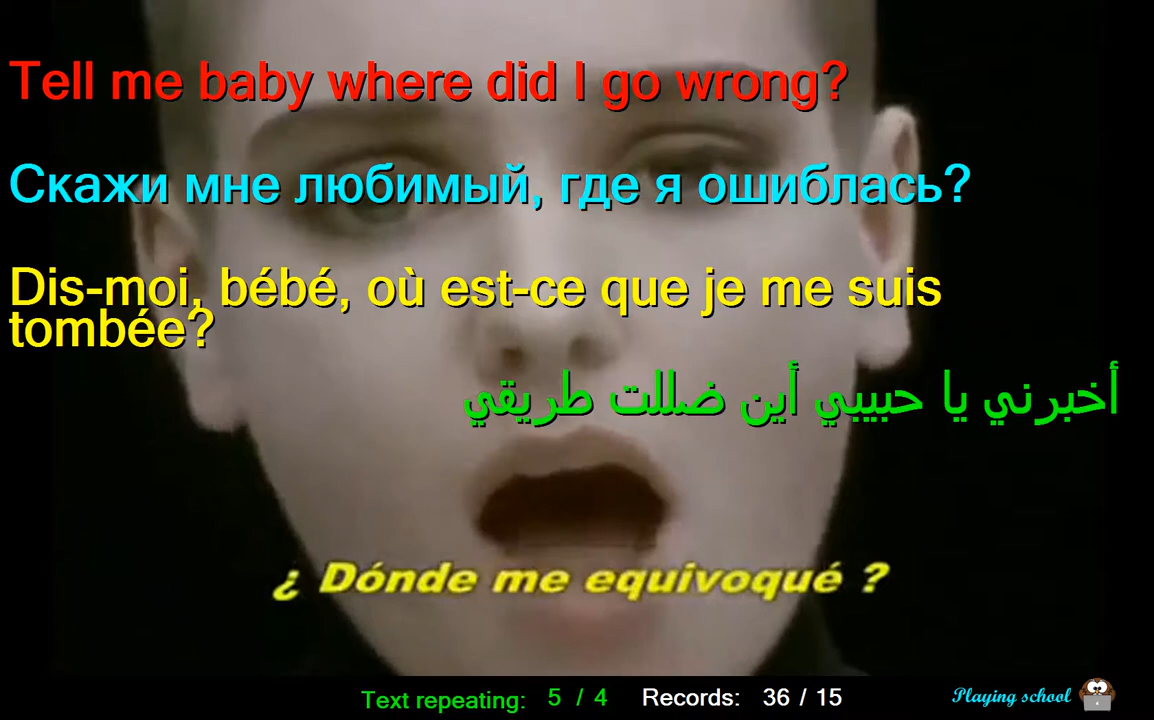 Tell me baby where did I go wrong?
Скажи мне любимый, где я ошиблась?
Dis-moi, bébé, où est-ce que je me suis
tombée?
أخبرني يا حبيبي أين ضللت طريقي
¿ Dónde me equivoqué ?
Text repeating: 5 / 4 Records: 36 / 15 Playing school